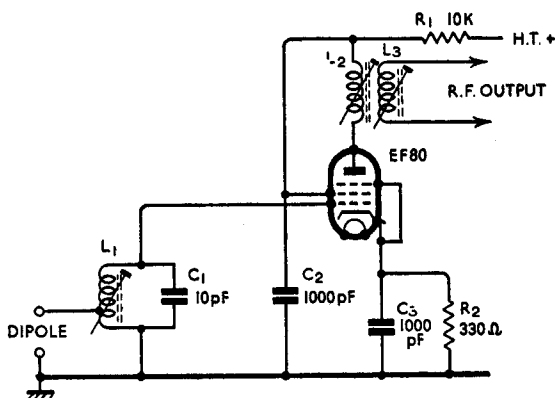 R1 10K
H.T. +
L2
L3
R.F. OUTPUT
EF80
L1
C1
10pF
C2
1000pF
C3
1000
pF
R2
330Ω
DIPOLE